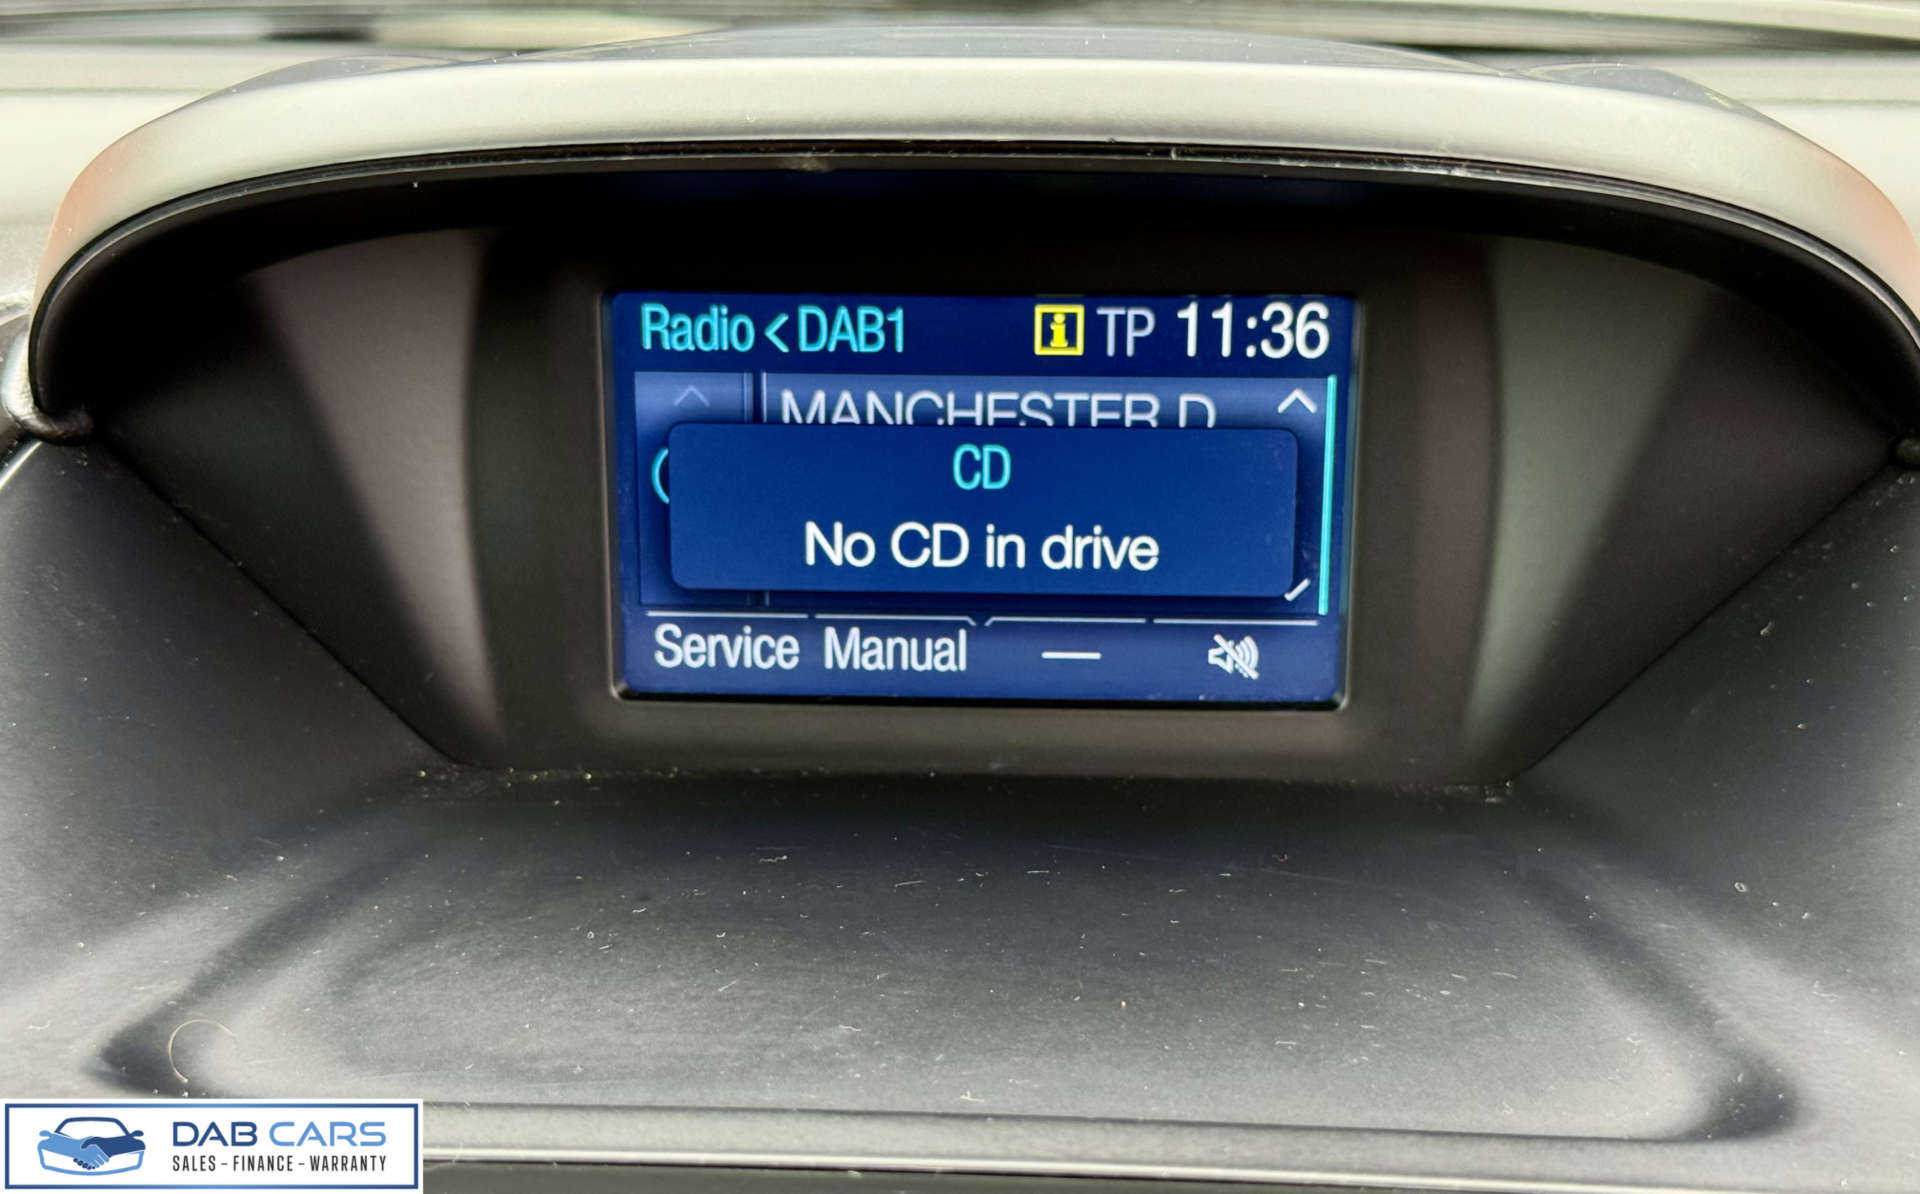 Radio < DAB1 i TP 11:36
MANCHESTER D
CD
No CD in drive
Service Manual
DAB CARS
SALES - FINANCE - WARRANTY